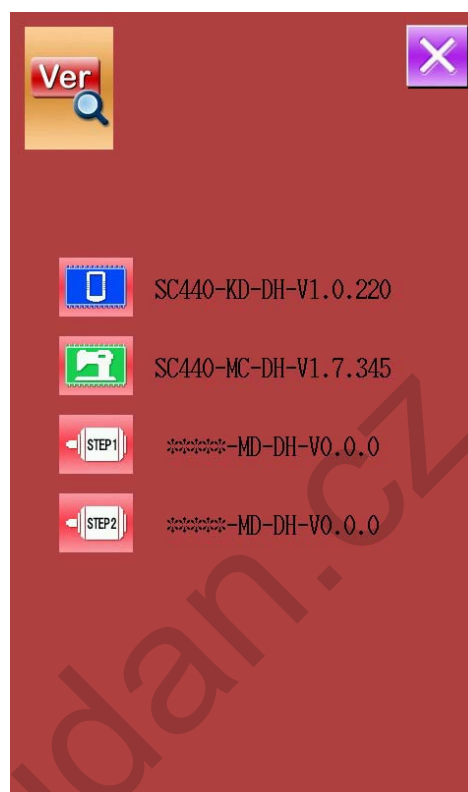 Ver
SC440-KD-DH-V1.0.220
SC440-MC-DH-V1.7.345
STEP1 *****-MD-DH-V0.0.0
STEP2 *****-MD-DH-V0.0.0
dan.cz